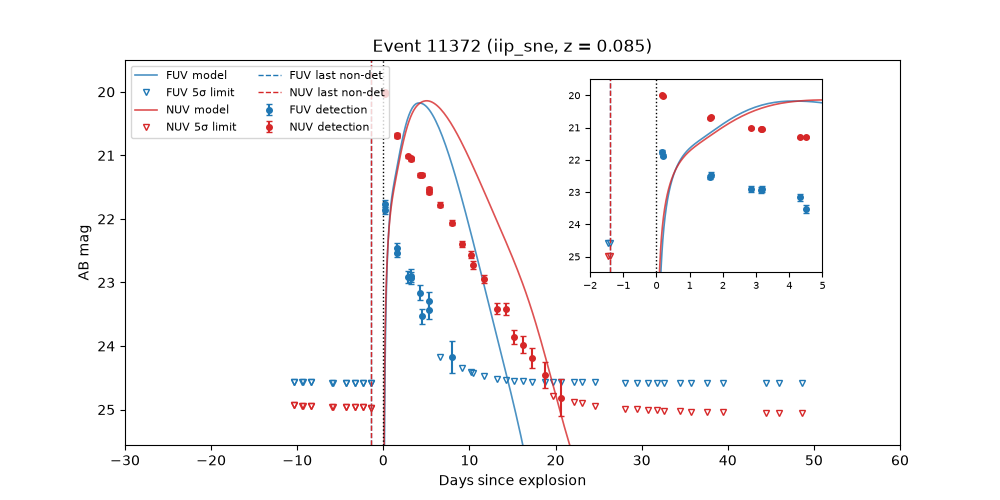 Event 11372 (iip_sne, z = 0.085)
FUV model
FUV 5σ limit
NUV model
NUV 5σ limit
FUV last non-det
NUV last non-det
FUV detection
NUV detection
AB mag
20
21
22
23
24
25
−30
−20
−10
0
10
20
30
40
50
60
Days since explosion
20
21
22
23
24
25
−2
−1
0
1
2
3
4
5